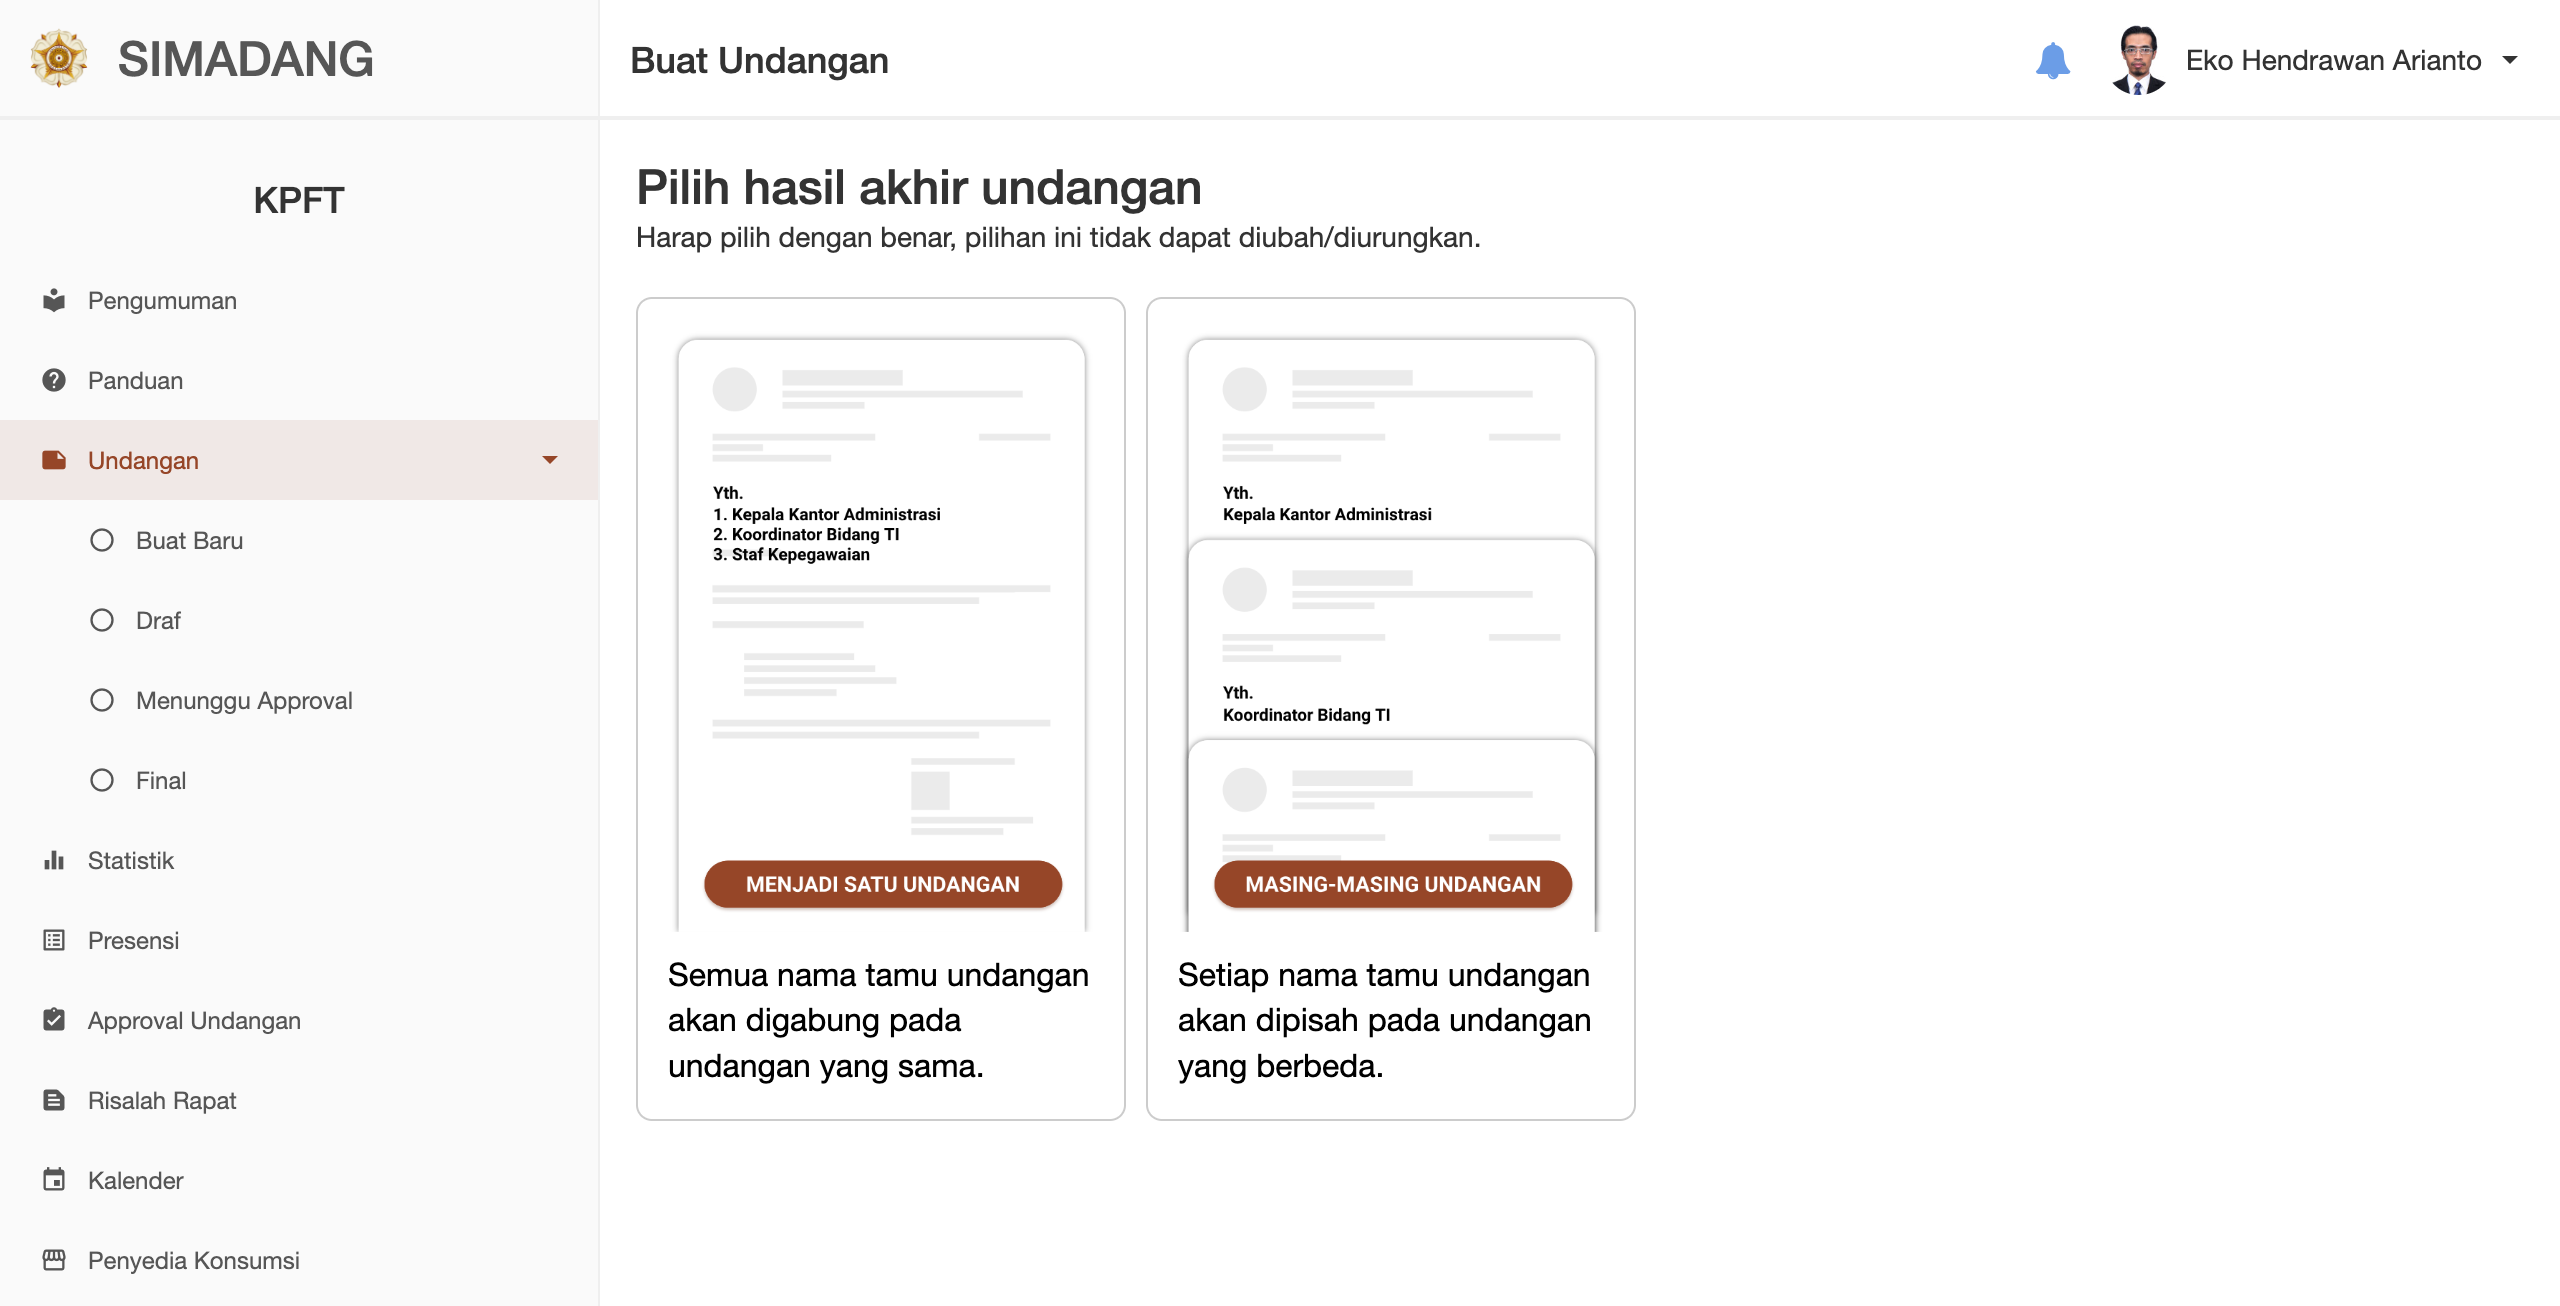 SIMADANG
Buat Undangan
Eko Hendrawan Arianto
KPFT
Pengumuman
Panduan
Undangan
Buat Baru
Draf
Menunggu Approval
Final
Statistik
Presensi
Approval Undangan
Risalah Rapat
Kalender
Penyedia Konsumsi
Pilih hasil akhir undangan
Harap pilih dengan benar, pilihan ini tidak dapat diubah/diurungkan.
Yth.
1. Kepala Kantor Administrasi
2. Koordinator Bidang TI
3. Staf Kepegawaian
MENJADI SATU UNDANGAN
Semua nama tamu undangan
akan digabung pada
undangan yang sama.
Yth.
Kepala Kantor Administrasi
Yth.
Koordinator Bidang TI
MASING-MASING UNDANGAN
Setiap nama tamu undangan
akan dipisah pada undangan
yang berbeda.